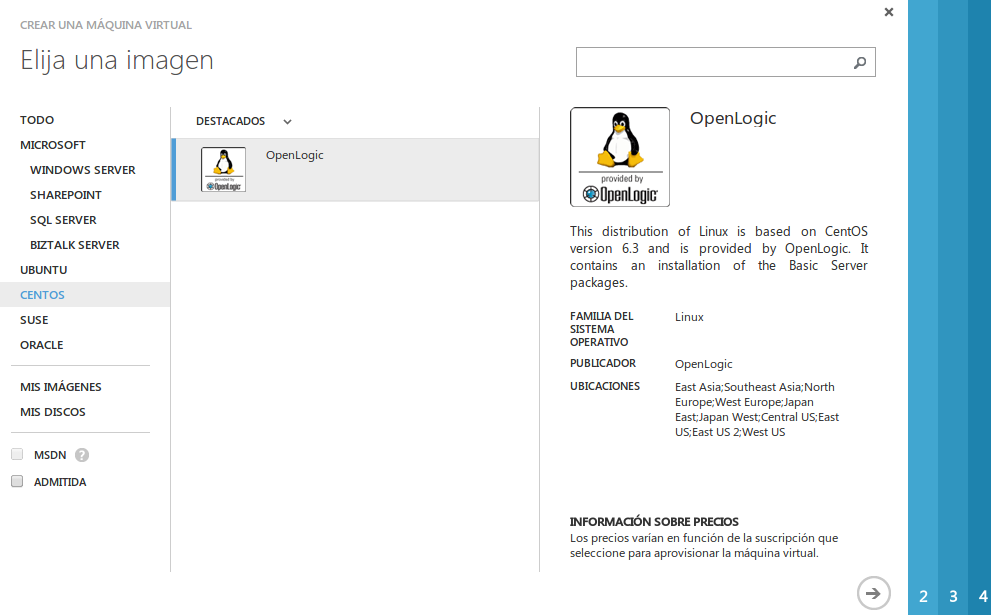 CREAR UNA MÁQUINA VIRTUAL
Elija una imagen
TODO
MICROSOFT
WINDOWS SERVER
SHAREPOINT
SQL SERVER
BIZTALK SERVER
UBUNTU
CENTOS
SUSE
ORACLE
MIS IMÁGENES
MIS DISCOS
MSDN ?
ADMITIDA
DESTACADOS
provided by
OpenLogic
OpenLogic
provided by
OpenLogic
OpenLogic
This distribution of Linux is based on CentOS
version 6.3 and is provided by OpenLogic. It
contains an installation of the Basic Server
packages.
FAMILIA DEL
SISTEMA
OPERATIVO
Linux
PUBLICADOR
OpenLogic
UBICACIONES
East Asia;Southeast Asia;North
Europe;West Europe;Japan
East;Japan West;Central US;East
US;East US 2;West US
INFORMACIÓN SOBRE PRECIOS
Los precios varían en función de la suscripción que
seleccione para aprovisionar la máquina virtual.
2 3 4